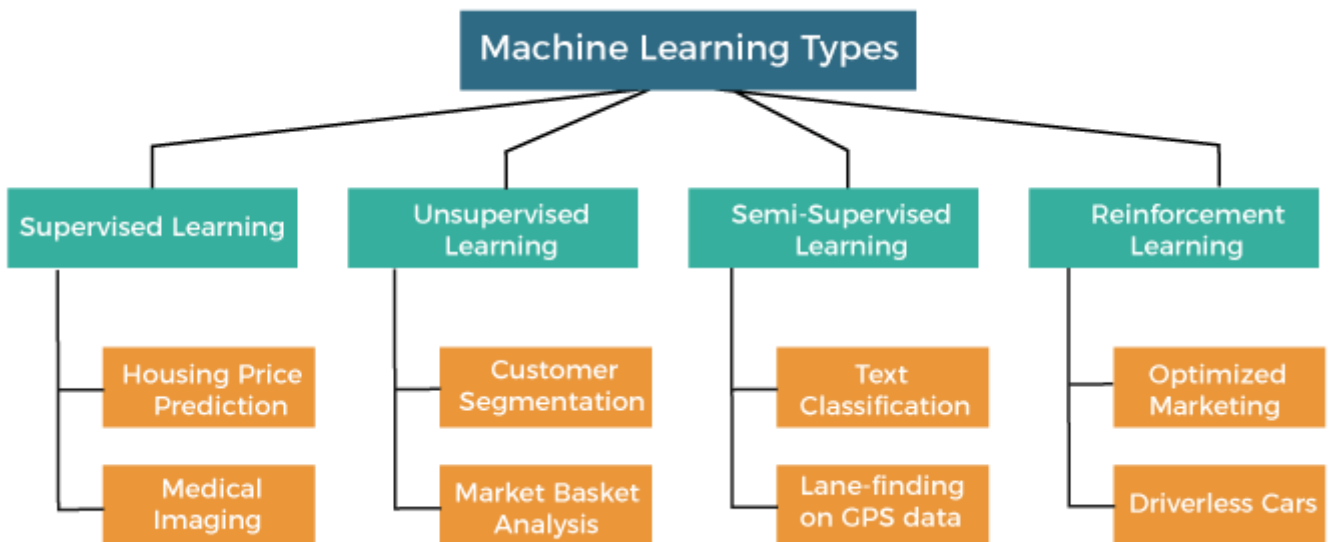 Machine Learning Types
Supervised Learning
Unsupervised
Learning
Semi-Supervised
Learning
Reinforcement
Learning
Housing Price
Prediction
Customer
Segmentation
Text
Classification
Optimized
Marketing
Medical
Imaging
Market Basket
Analysis
Lane-finding
on GPS data
Driverless Cars